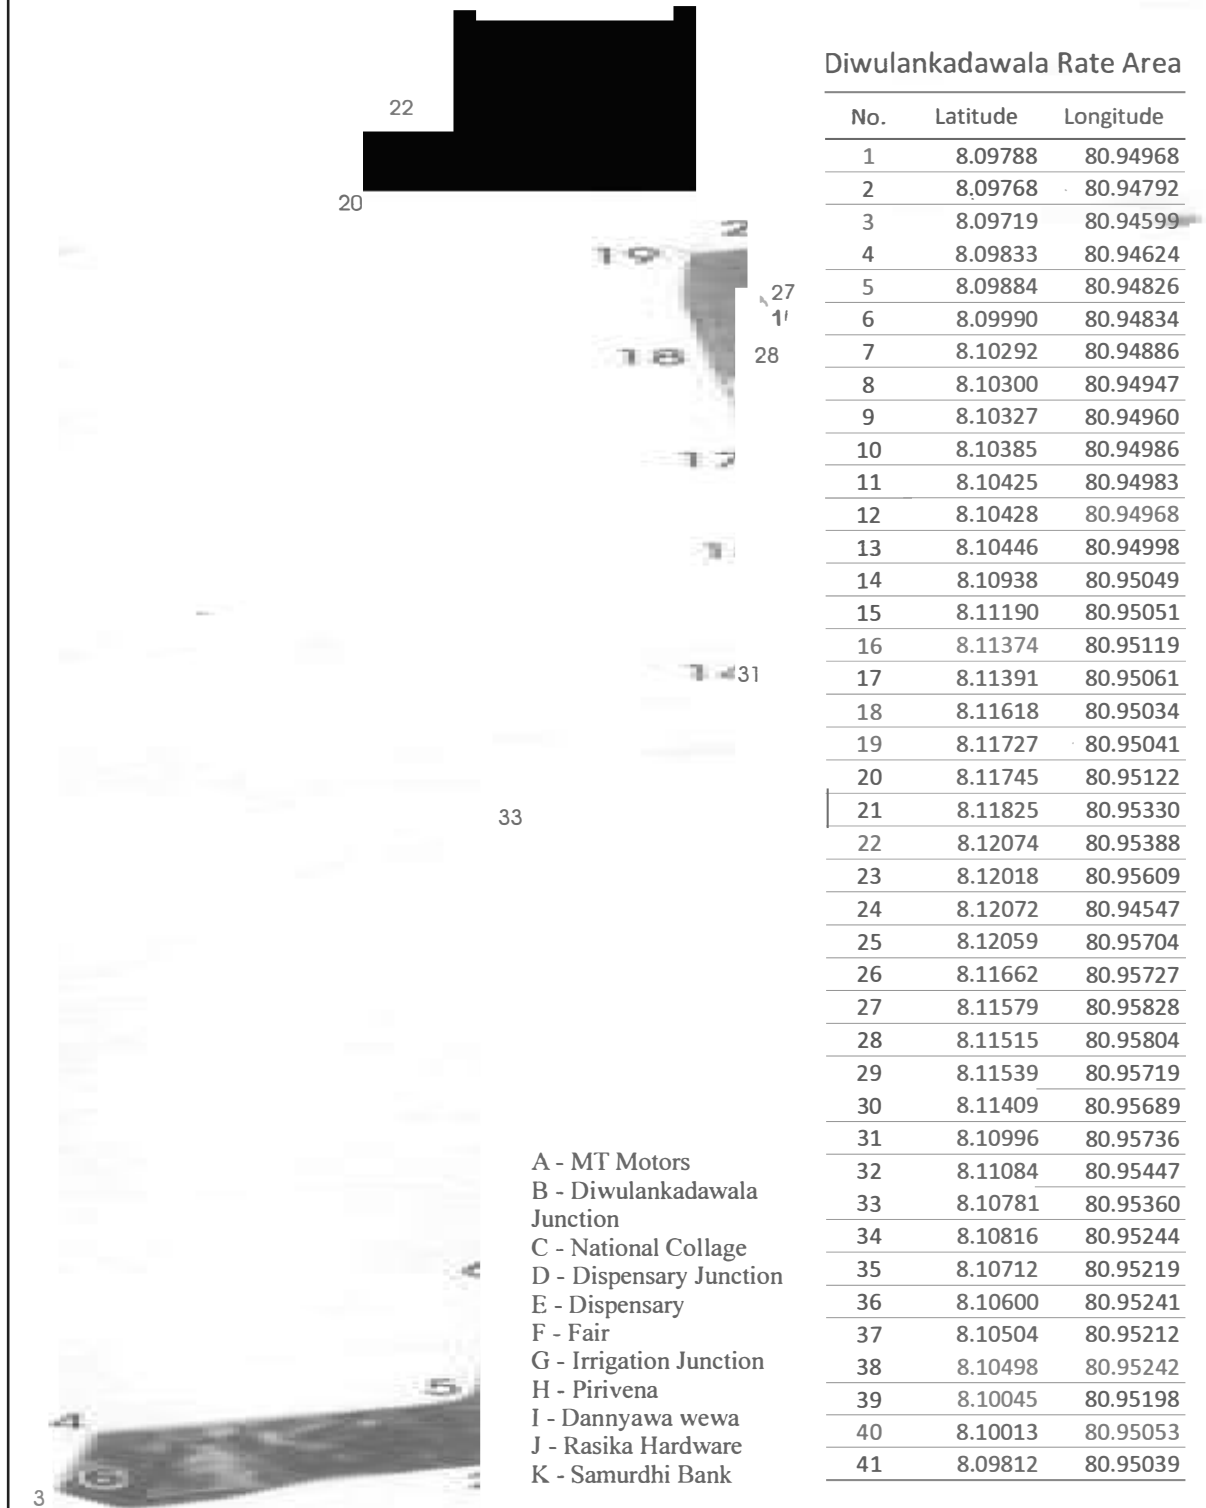 Diwulankadawala Rate Area
No. Latitude Longitude
1 8.09788 80.94968
2 8.09768 80.94792
3 8.09719 80.94599
4 8.09833 80.94624
5 8.09884 80.94826
6 8.09990 80.94834
7 8.10292 80.94886
8 8.10300 80.94947
9 8.10327 80.94960
10 8.10385 80.94986
11 8.10425 80.94983
12 8.10428 80.94968
13 8.10446 80.94998
14 8.10938 80.95049
15 8.11190 80.95051
16 8.11374 80.95119
17 8.11391 80.95061
18 8.11618 80.95034
19 8.11727 80.95041
20 8.11745 80.95122
21 8.11825 80.95330
22 8.12074 80.95388
23 8.12018 80.95609
24 8.12072 80.94547
25 8.12059 80.95704
26 8.11662 80.95727
27 8.11579 80.95828
28 8.11515 80.95804
29 8.11539 80.95719
30 8.11409 80.95689
31 8.10996 80.95736
32 8.11084 80.95447
33 8.10781 80.95360
34 8.10816 80.95244
35 8.10712 80.95219
36 8.10600 80.95241
37 8.10504 80.95212
38 8.10498 80.95242
39 8.10045 80.95198
40 8.10013 80.95053
41 8.09812 80.95039
22
20
19
27
18
28
17
31
33
A - MT Motors
B - Diwulankadawala
Junction
C - National Collage
D - Dispensary Junction
E - Dispensary
F - Fair
G - Irrigation Junction
H - Pirivena
I - Dannyawa wewa
J - Rasika Hardware
K - Samurdhi Bank
5
4
3